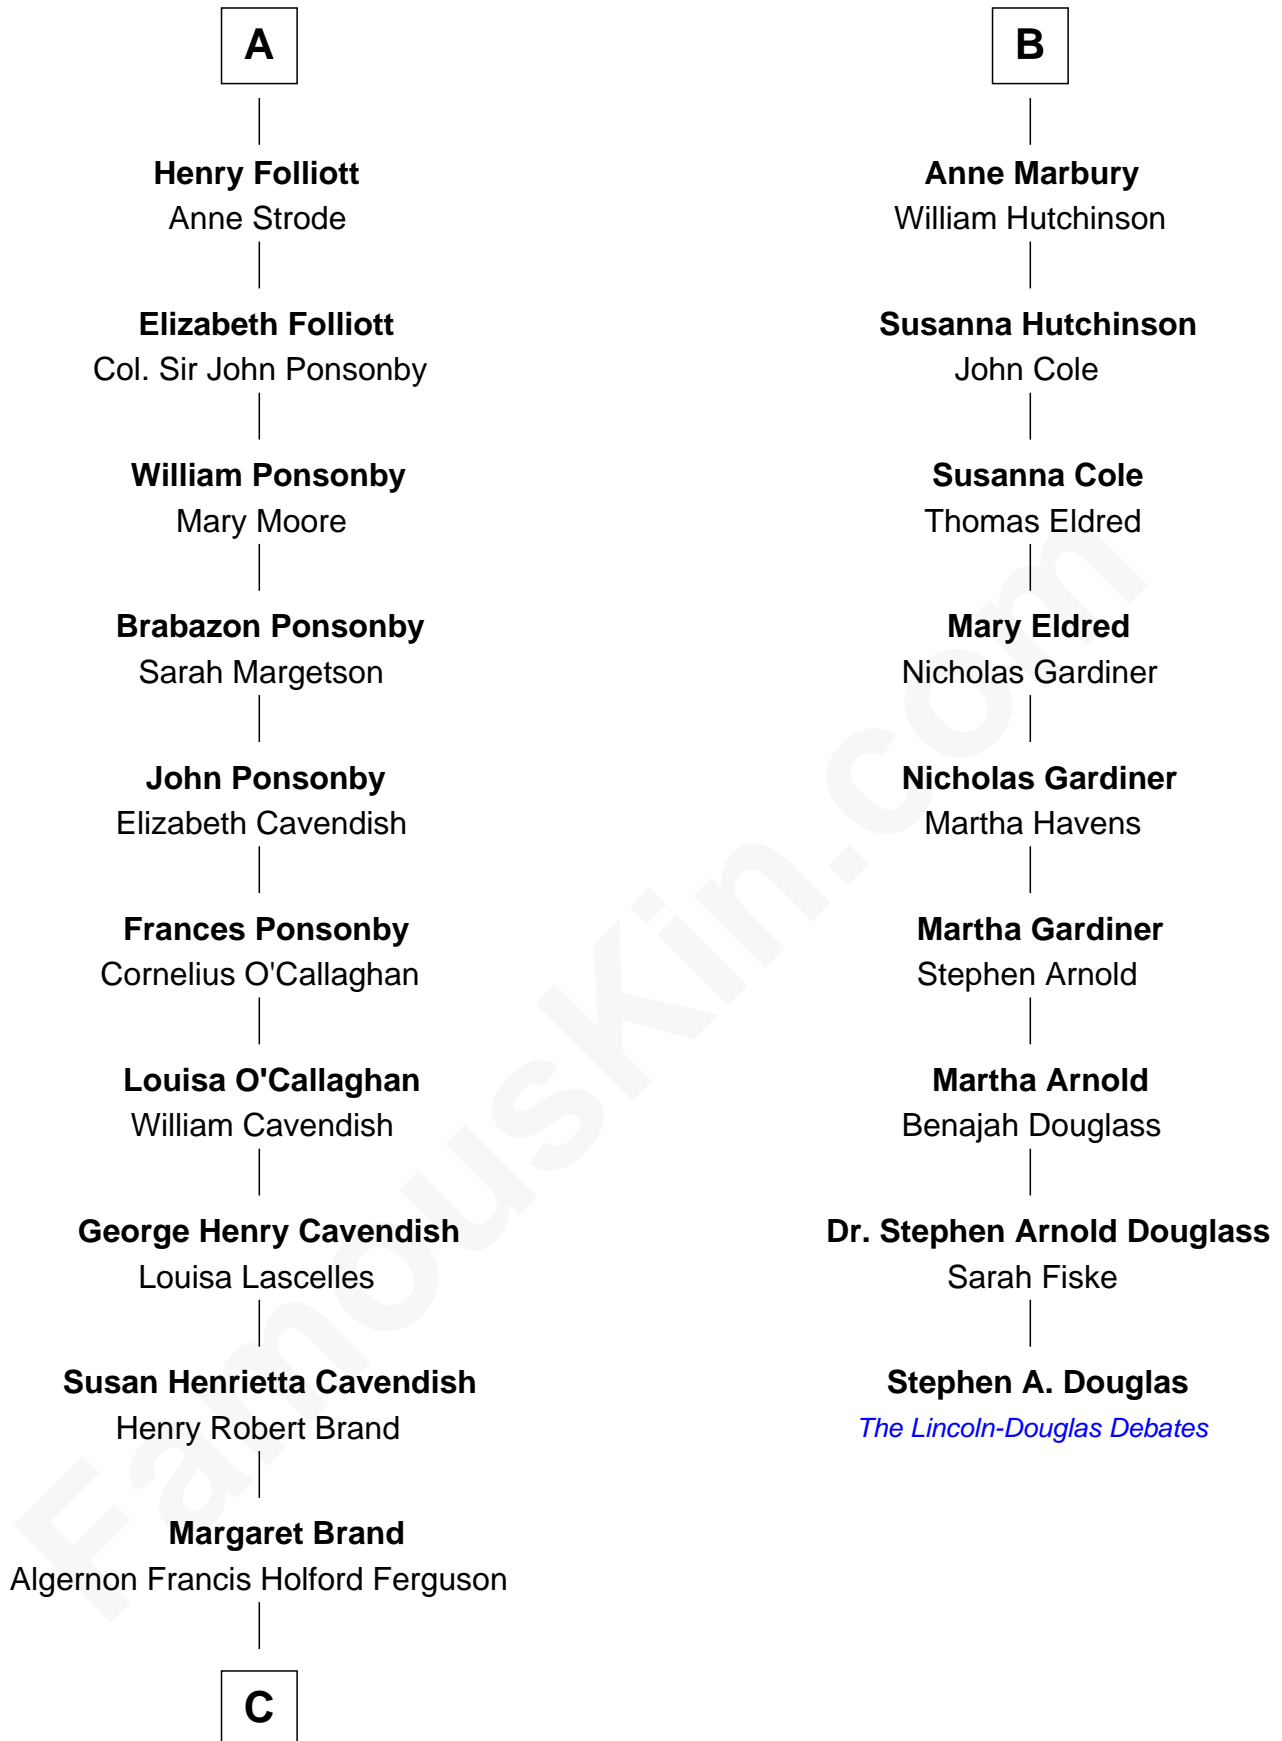 A
Henry Folliott
Anne Strode
Elizabeth Folliott
Col. Sir John Ponsonby
William Ponsonby
Mary Moore
Brabazon Ponsonby
Sarah Margetson
John Ponsonby
Elizabeth Cavendish
Frances Ponsonby
Cornelius O'Callaghan
Louisa O'Callaghan
William Cavendish
George Henry Cavendish
Louisa Lascelles
Susan Henrietta Cavendish
Henry Robert Brand
Margaret Brand
Algernon Francis Holford Ferguson
C
B
Anne Marbury
William Hutchinson
Susanna Hutchinson
John Cole
Susanna Cole
Thomas Eldred
Mary Eldred
Nicholas Gardiner
Nicholas Gardiner
Martha Havens
Martha Gardiner
Stephen Arnold
Martha Arnold
Benajah Douglass
Dr. Stephen Arnold Douglass
Sarah Fiske
Stephen A. Douglas
The Lincoln-Douglas Debates
FamousKin.com